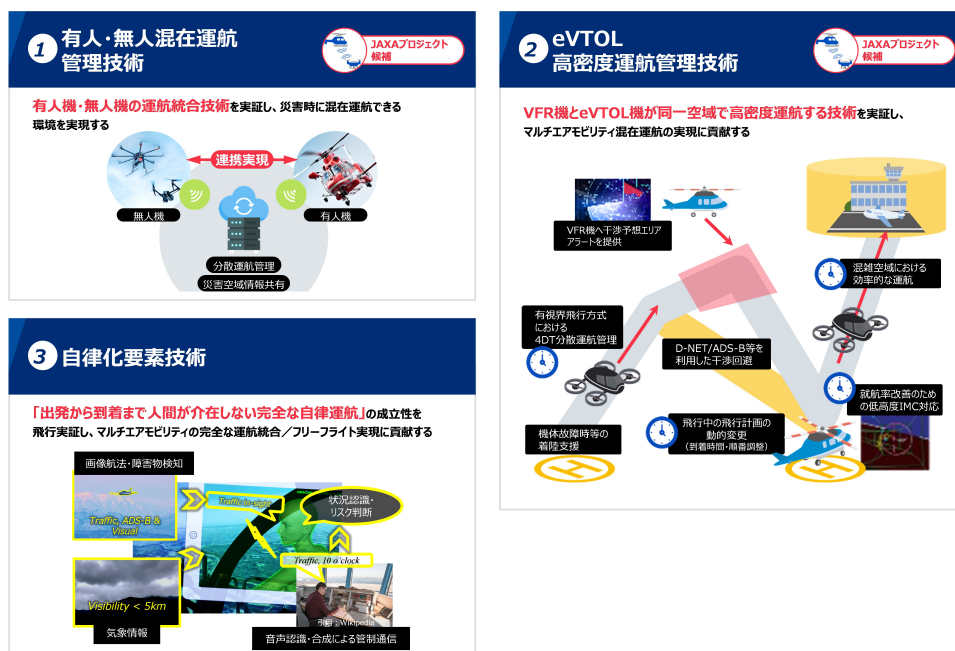 1
有人・無人混在運航
管理技術
JAXAプロジェクト
候補
有人機・無人機の運航統合技術を実証し、災害時に混在運航できる
環境を実現する
連携実現
無人機
有人機
分散運航管理
災害空域情報共有
2
eVTOL
高密度運航管理技術
JAXAプロジェクト
候補
VFR機とeVTOL機が同一空域で高密度運航する技術を実証し、
マルチエアモビリティ混在運航の実現に貢献する
VFR機へ干渉予想エリア
アラートを提供
混雑空域における
効率的な運航
有視界飛行方式
における
4DT分散運航管理
D-NET/ADS-B等を
利用した干渉回避
就航率改善のため
の低高度IMC対応
飛行中の飛行計画の
動的変更
(到着時間・順番調整)
機体故障時等の
着陸支援
H
H
3
自律化要素技術
「出発から到着まで人間が介在しない完全な自律運航」の成立性を
飛行実証し、マルチエアモビリティの完全な運航統合／フリーフライト実現に貢献する
画像航法・障害物検知
Traffic in sight
状況認識・
リスク判断
Traffic, ADS-B &
Visual
Traffic, 10 o'clock
Visibility < 5km
引用：Wikipedia
気象情報
音声認識・合成による管制通信